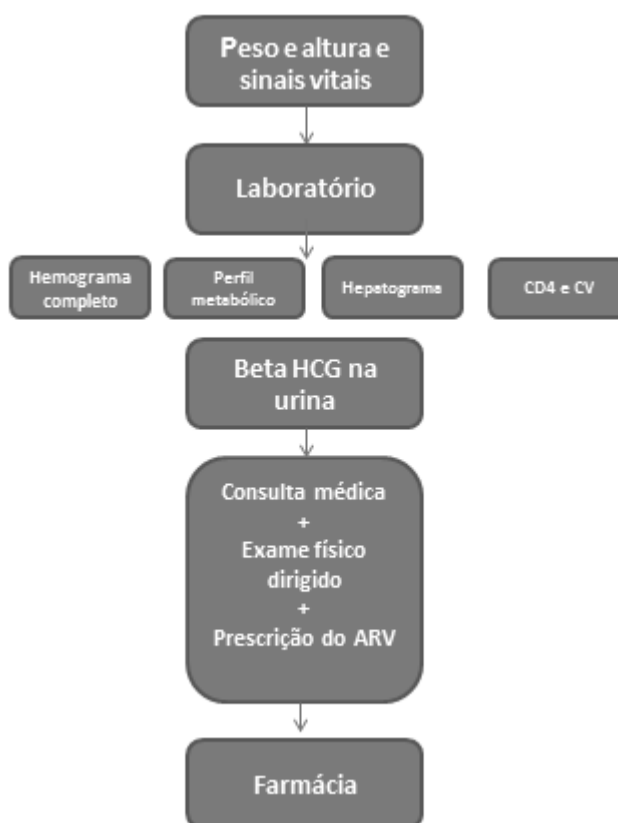 Peso e altura e
sinais vitais
Laboratório
Hemograma
completo
Perfil
metabólico
Hepatograma
CD4 e CV
Beta HCG na
urina
Consulta médica
+
Exame físico
dirigido
+
Prescrição do ARV
Farmácia